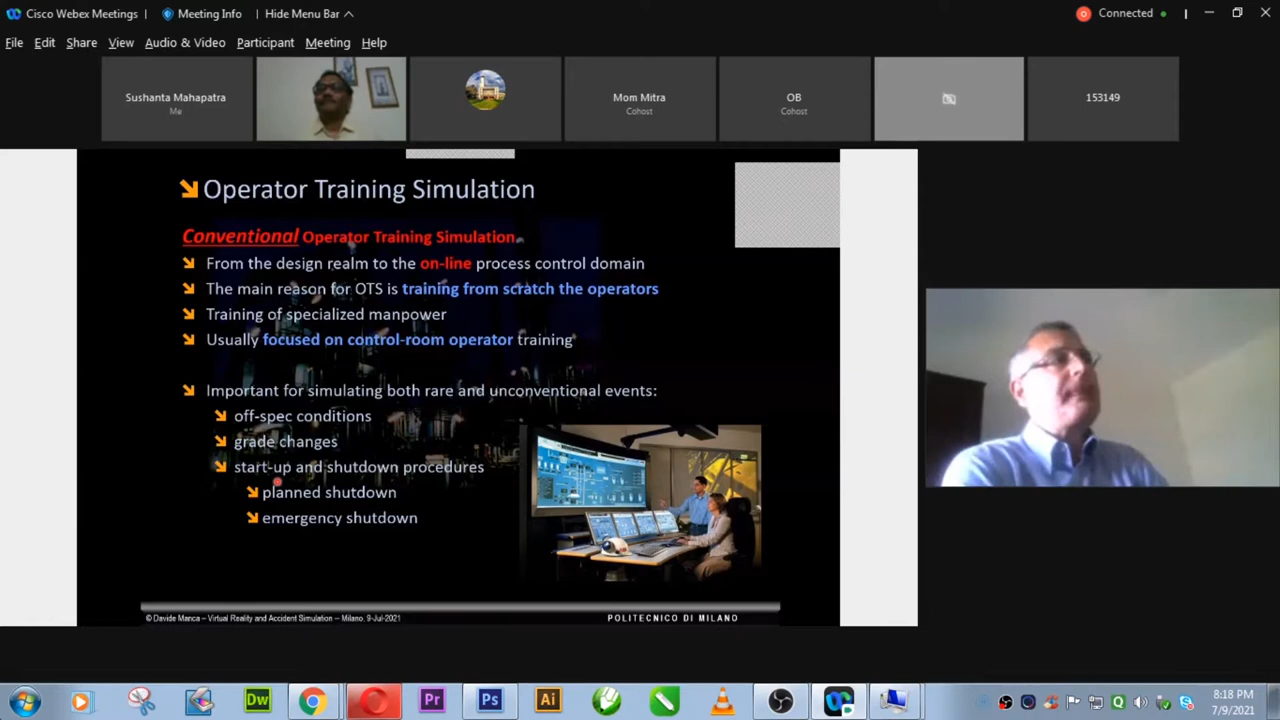 Cisco Webex Meetings
Meeting Info
Hide Menu Bar
Connected
File Edit Share View Audio & Video Participant Meeting Help
Sushanta Mahapatra
Me
Mom Mitra
Cohost
OB
Cohost
153149
Operator Training Simulation
Conventional Operator Training Simulation
From the design realm to the on-line process control domain
The main reason for OTS is training from scratch the operators
Training of specialized manpower
Usually focused on control-room operator training
Important for simulating both rare and unconventional events:
off-spec conditions
grade changes
start-up and shutdown procedures
planned shutdown
emergency shutdown
© Davide Manca – Virtual Reality and Accident Simulation – Milano, 9-Jul-2021
POLITECNICO DI MILANO
Dw
Pr
Ps
Ai
8:18 PM
7/9/2021